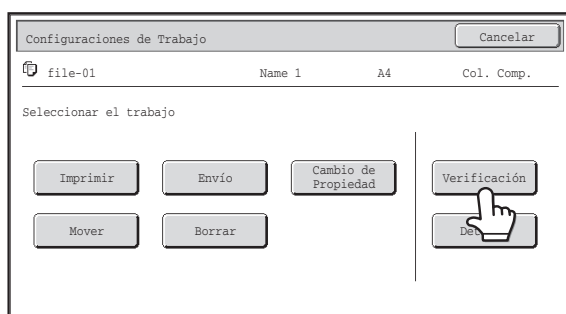 Configuraciones de Trabajo
Cancelar
file-01 Name 1 A4 Col. Comp.
Seleccionar el trabajo
Imprimir Envío Cambio de Propiedad Verificación
Mover Borrar